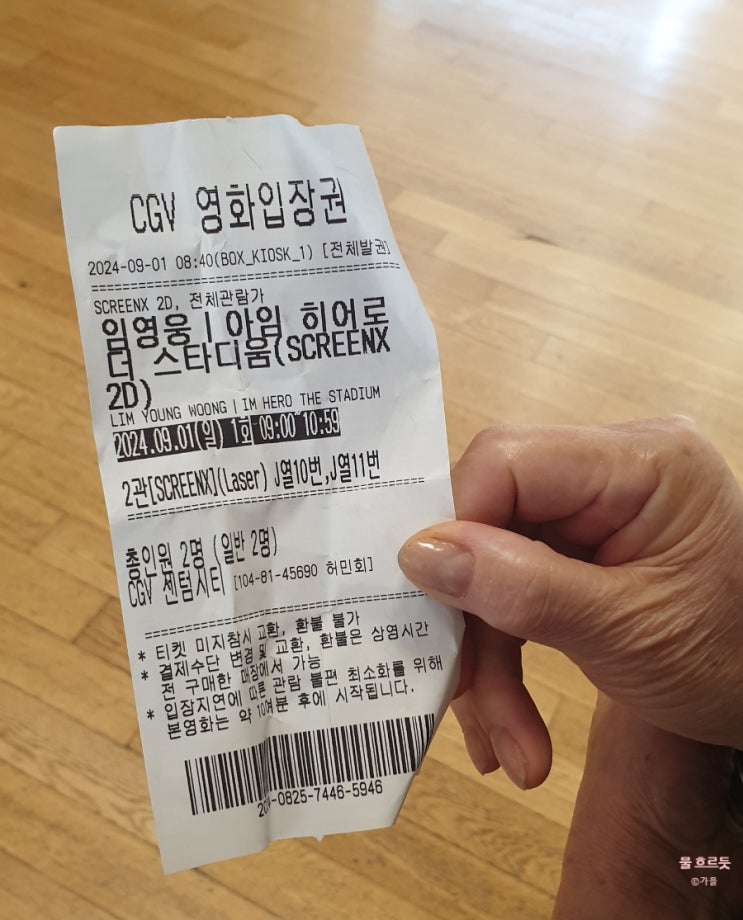 CGV 영화입장권
2024-09-01 08:40(BOX_KIOSK_1) [전체발권]
SCREENX 2D, 전체관람가
임영웅 | 아임 히어로
더 스타디움(SCREENX
2D)
LIM YOUNG WOONG | IM HERO THE STADIUM
2024.09.01(일) 1회 09:00~10:59
2관[SCREENX](Laser) J열10번,J열11번
총인원 2명 (일반 2명)
CGV 센텀시티 [104-81-45690 허민회]
* 티켓 미지참시 교환, 환불 불가
* 결제수단 변경 및 교환, 환불은 상영시간
전 구매한 매장에서 가능
* 입장지연에 따른 관람 불편 최소화를 위해
본영화는 약 10여분 후에 시작됩니다.
-0825-7446-5946
물 흐르듯
©가을